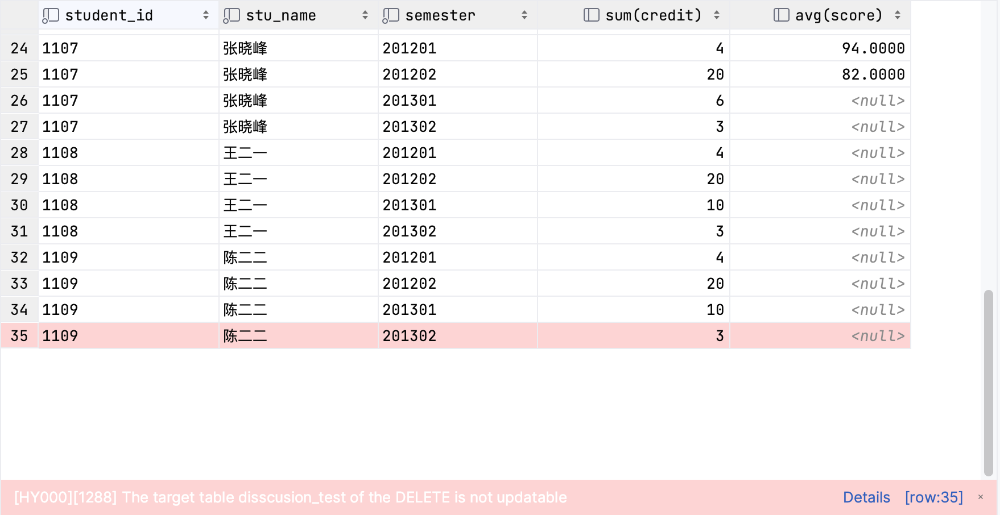 student_id stu_name semester sum(credit) avg(score)
24 1107 张晓峰 201201 4 94.0000
25 1107 张晓峰 201202 20 82.0000
26 1107 张晓峰 201301 6 <null>
27 1107 张晓峰 201302 3 <null>
28 1108 王二一 201201 4 <null>
29 1108 王二一 201202 20 <null>
30 1108 王二一 201301 10 <null>
31 1108 王二一 201302 3 <null>
32 1109 陈二二 201201 4 <null>
33 1109 陈二二 201202 20 <null>
34 1109 陈二二 201301 10 <null>
35 1109 陈二二 201302 3 <null>
[HY000][1288] The target table disscusion_test of the DELETE is not updatable Details [row:35] ×